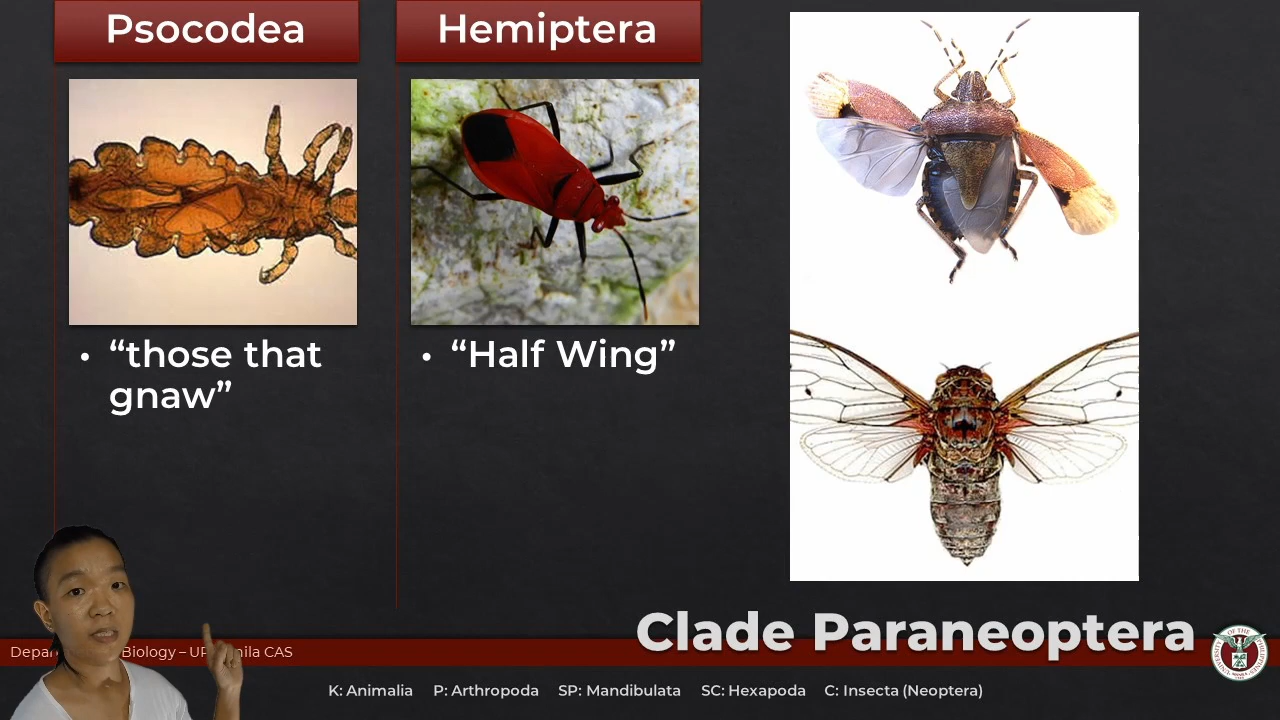 Psocodea
Hemiptera
• “those that
gnaw”
• “Half Wing”
Clade Paraneoptera
Biology – UP
CAS
K: Animalia P: Arthropoda SP: Mandibulata SC: Hexapoda C: Insecta (Neoptera)